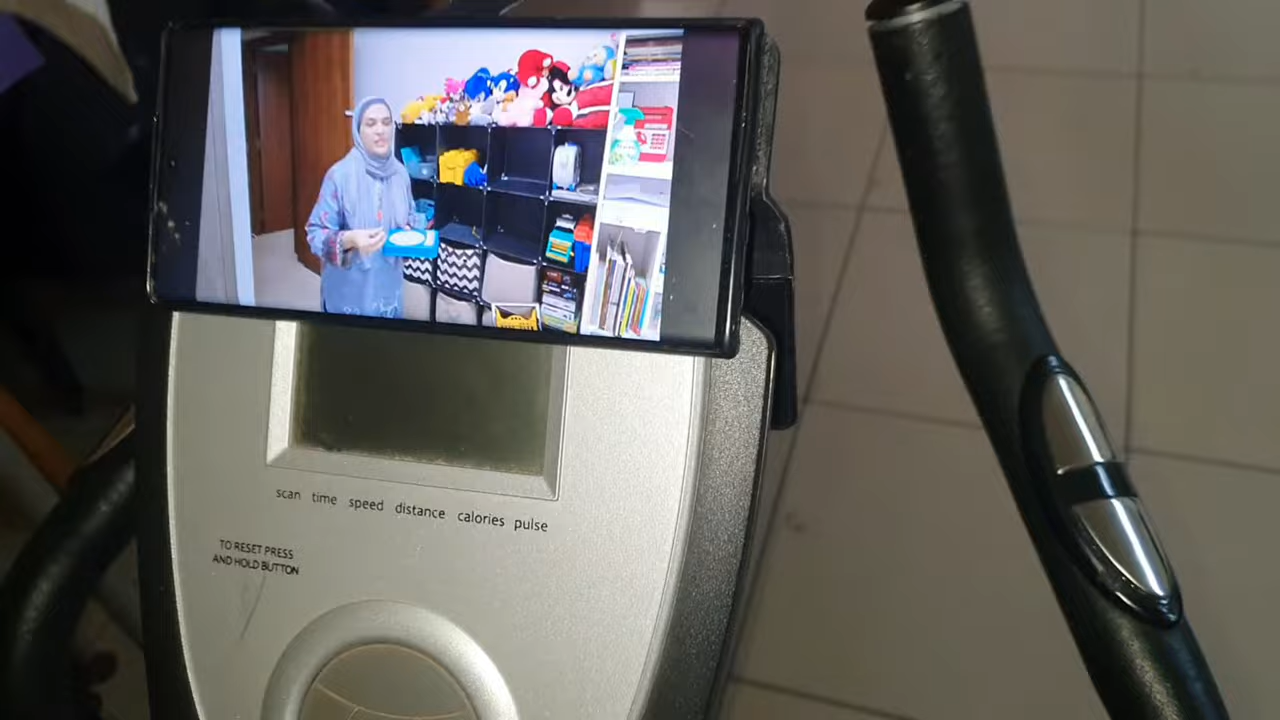 scan time speed distance calories pulse
TO RESET PRESS
AND HOLD BUTTON